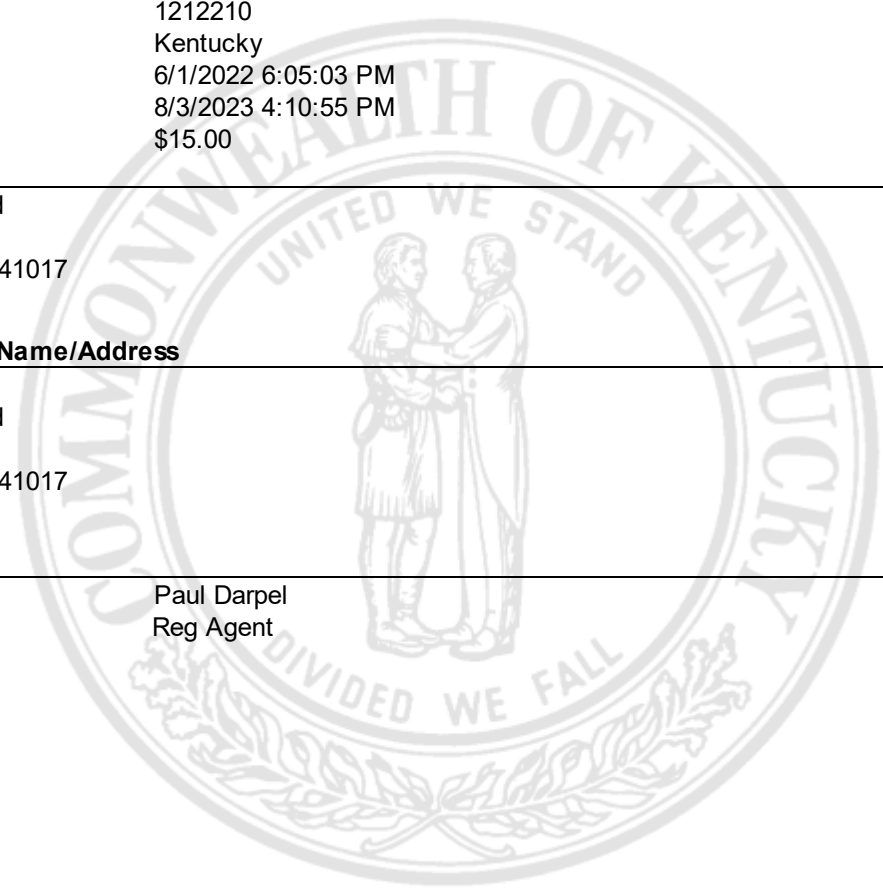 1212210
Kentucky
6/1/2022 6:05:03 PM
8/3/2023 4:10:55 PM
$15.00
41017
Name/Address
41017
Paul Darpel
Reg Agent
COMMONWEALTH OF KENTUCKY
UNITED WE STAND
DIVIDED WE FALL